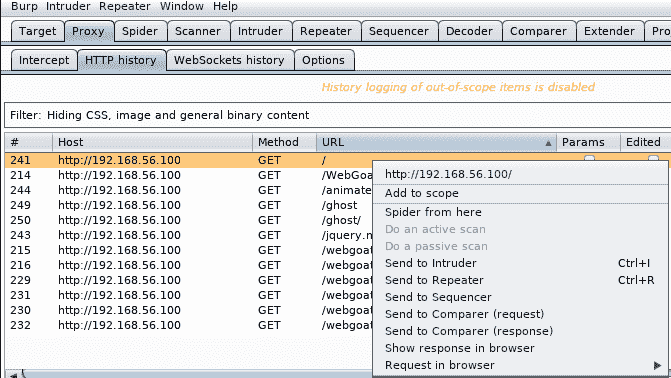 Burp Intruder Repeater Window Help
Target Proxy Spider Scanner Intruder Repeater Sequencer Decoder Comparer Extender Pro
Intercept HTTP history WebSockets history Options
History logging of out-of-scope items is disabled
Filter: Hiding CSS, image and general binary content
# Host Method URL Params Edited
241 http://192.168.56.100 GET /
214 http://192.168.56.100 GET /WebGoa
244 http://192.168.56.100 GET /animate
249 http://192.168.56.100 GET /ghost
250 http://192.168.56.100 GET /ghost/
243 http://192.168.56.100 GET /jquery.n
215 http://192.168.56.100 GET /webgoat
216 http://192.168.56.100 GET /webgoat
229 http://192.168.56.100 GET /webgoat
231 http://192.168.56.100 GET /webgoat
230 http://192.168.56.100 GET /webgoat
232 http://192.168.56.100 GET /webgoat
http://192.168.56.100/
Add to scope
Spider from here
Do an active scan
Do a passive scan
Send to Intruder Ctrl+I
Send to Repeater Ctrl+R
Send to Sequencer
Send to Comparer (request)
Send to Comparer (response)
Show response in browser
Request in browser